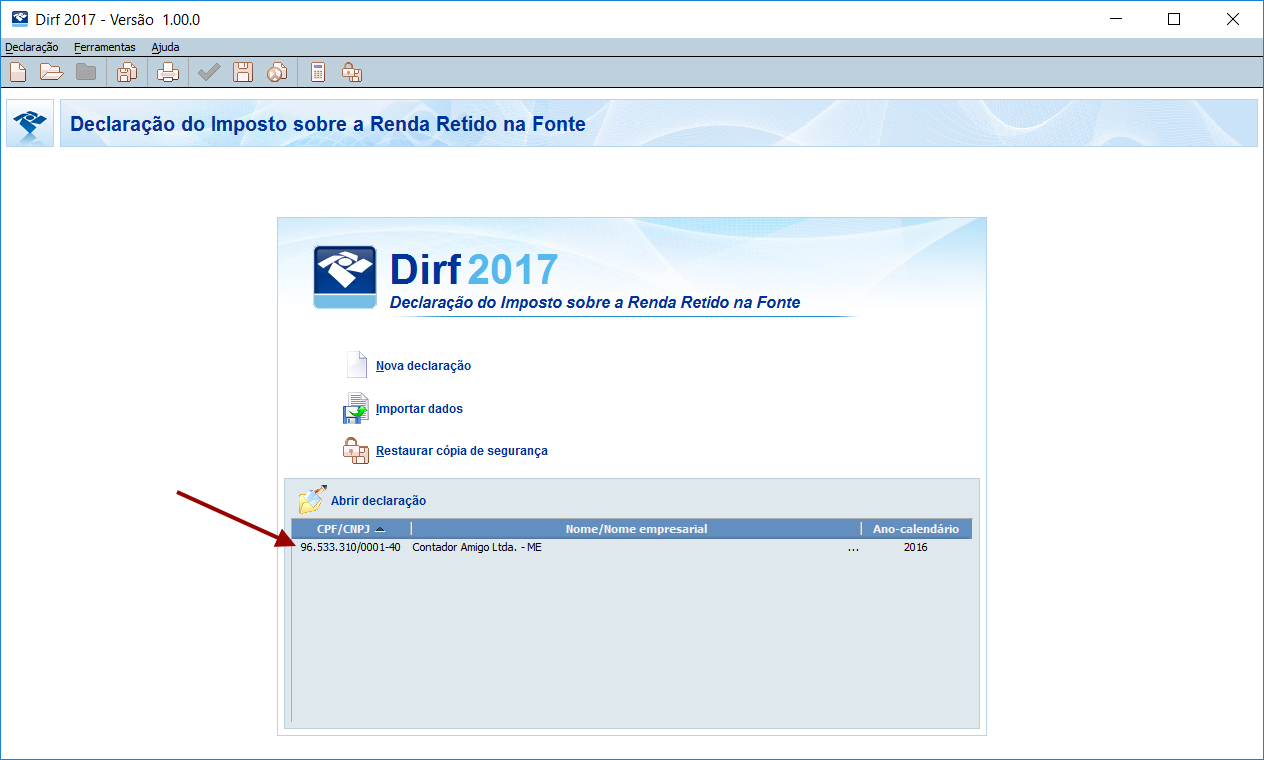 Dirf 2017 - Versão 1.00.0
Declaração Ferramentas Ajuda
Declaração do Imposto sobre a Renda Retido na Fonte
Dirf 2017
Declaração do Imposto sobre a Renda Retido na Fonte
Nova declaração
Importar dados
Restaurar cópia de segurança
Abrir declaração
CPF/CNPJ Nome/Nome empresarial Ano-calendário
96.533.310/0001-40 Contador Amigo Ltda. - ME ... 2016